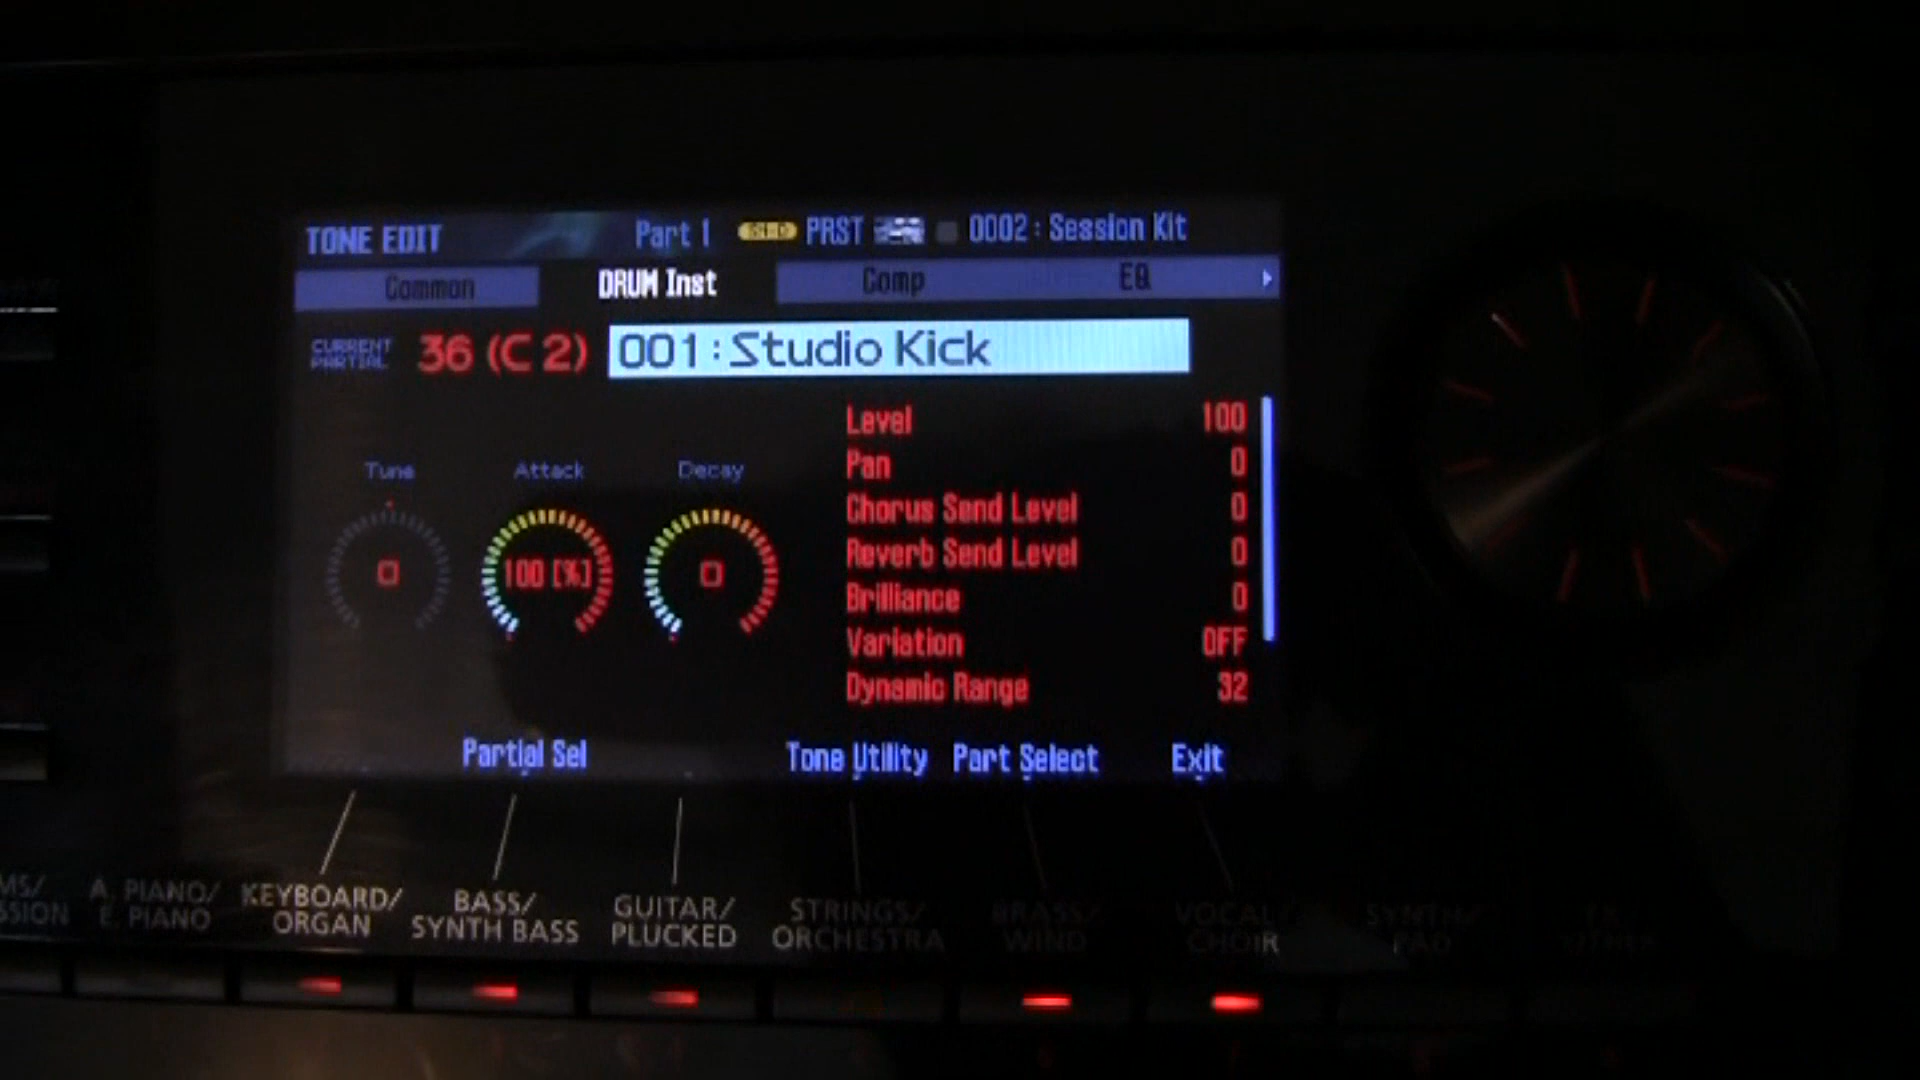 TONE EDIT Part 1 PRST 0002: Session Kit
Common DRUM Inst Comp EQ
CURRENT PARTIAL 36 (C 2) 001: Studio Kick
Level 100
Pan 0
Tune Attack Decay
Chorus Send Level 0
Reverb Send Level 0
0 100 [%] 0
Brilliance 0
Variation OFF
Dynamic Range 32
Partial Sel Tone Utility Part Select Exit
A. PIANO/
E. PIANO
KEYBOARD/
ORGAN
BASS/
SYNTH BASS
GUITAR/
PLUCKED
STRINGS/
ORCHESTRA
BRASS/
WIND
VOCAL/
CHOIR
SYNTH/
PAD